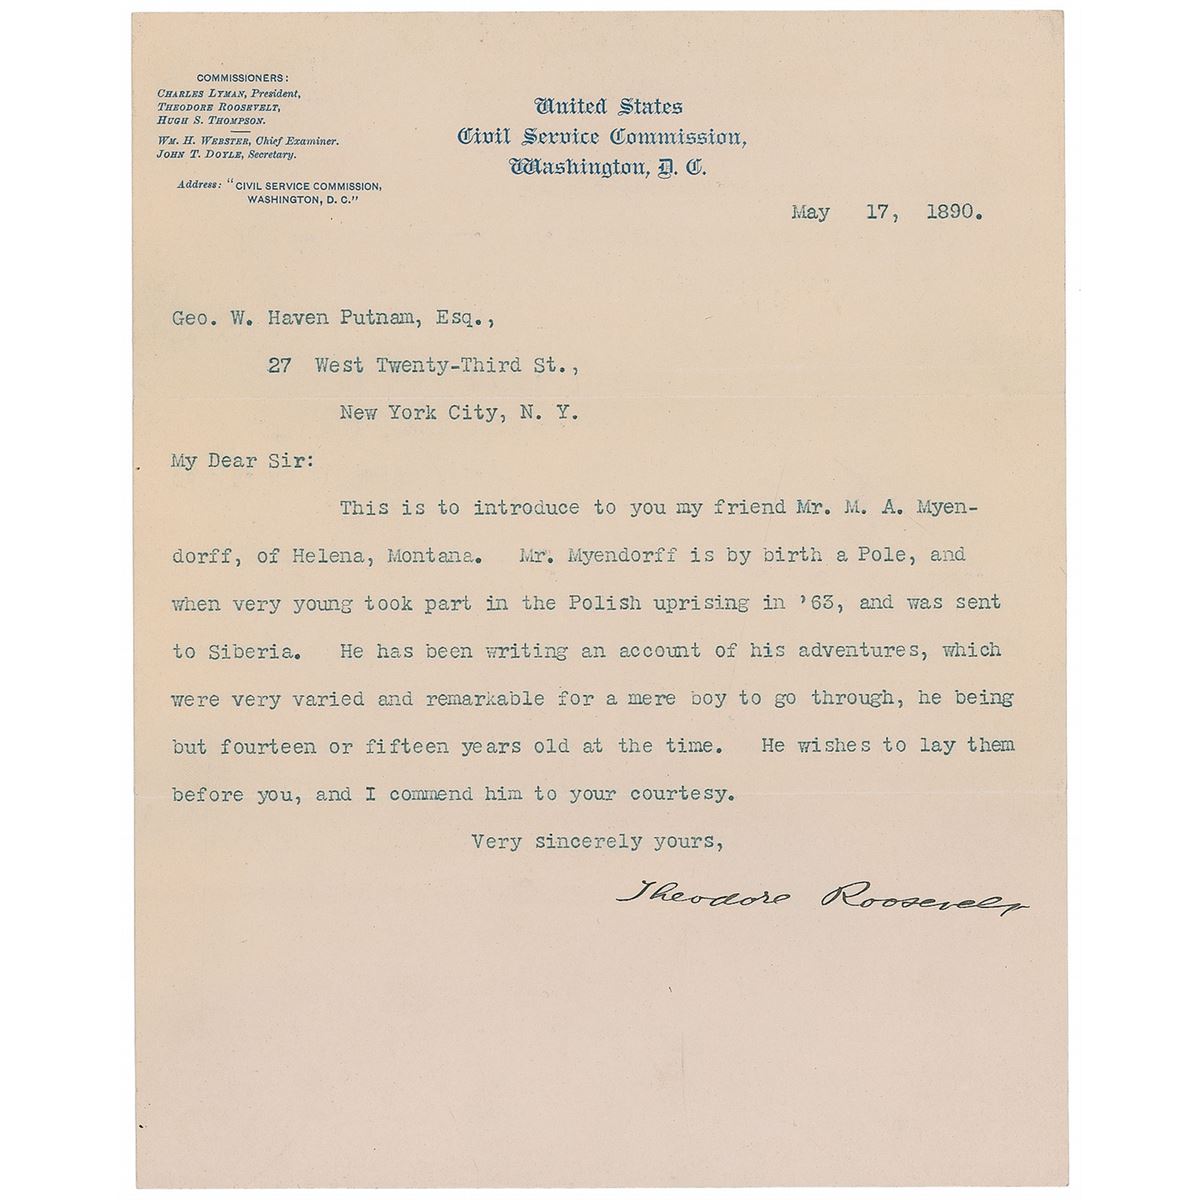 COMMISSIONERS:
CHARLES LYMAN, President,
THEODORE ROOSEVELT,
HUGH S. THOMPSON.
WM. H. WEBSTER, Chief Examiner.
JOHN T. DOYLE, Secretary.
Address: "CIVIL SERVICE COMMISSION,
WASHINGTON, D. C."
United States
Civil Service Commission,
Washington, D. C.
May 17, 1890.
Geo. W. Haven Putnam, Esq.,
27 West Twenty-Third St.,
New York City, N. Y.
My Dear Sir:
This is to introduce to you my friend Mr. M. A. Myen-
dorff, of Helena, Montana. Mr. Myendorff is by birth a Pole, and
when very young took part in the Polish uprising in '63, and was sent
to Siberia. He has been writing an account of his adventures, which
were very varied and remarkable for a mere boy to go through, he being
but fourteen or fifteen years old at the time. He wishes to lay them
before you, and I commend him to your courtesy.
Very sincerely yours,
Theodore Roosevelt